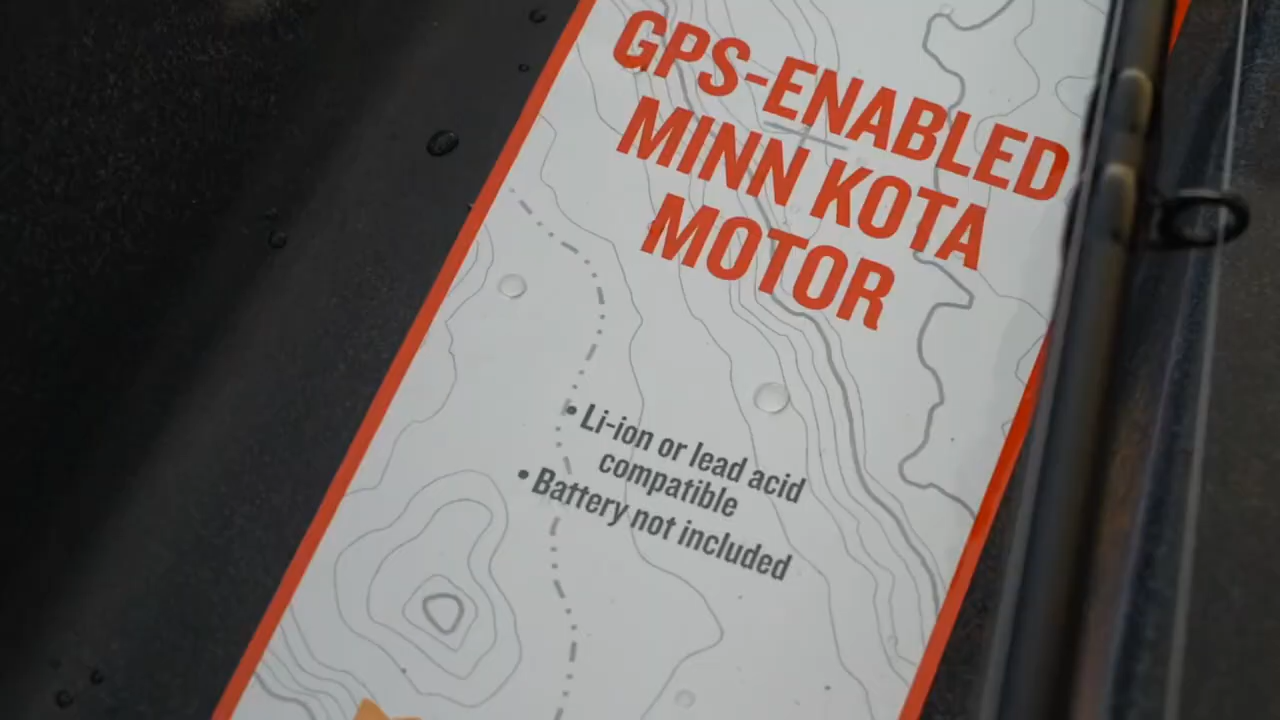 GPS-ENABLED
MINN KOTA
MOTOR
• Li-ion or lead acid
compatible
• Battery not included